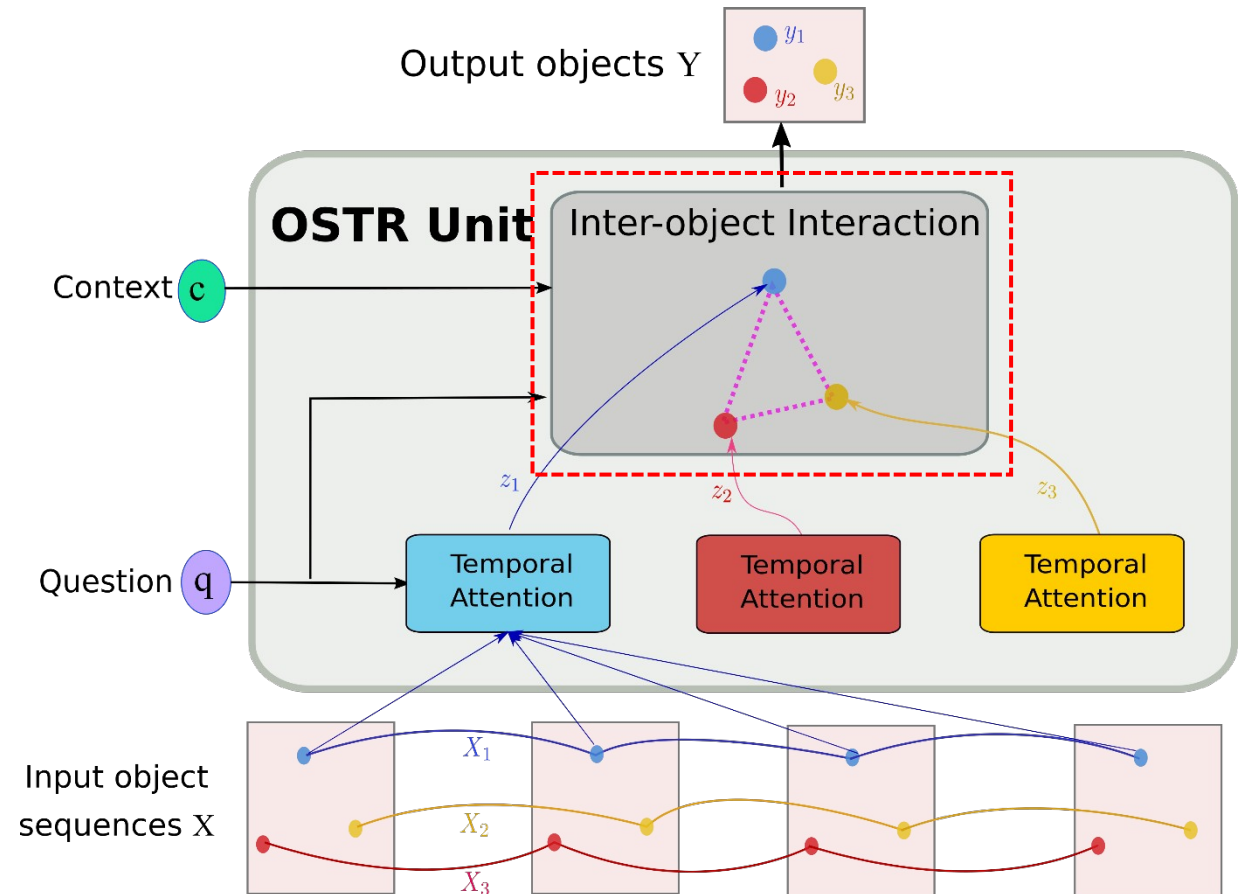 Output objects Y
y₁
y₂
y₃
OSTR Unit
Inter-object Interaction
Context c
z₁
z₂
z₃
Question q
Temporal
Attention
Temporal
Attention
Temporal
Attention
Input object
sequences X
X₁
X₂
X₃